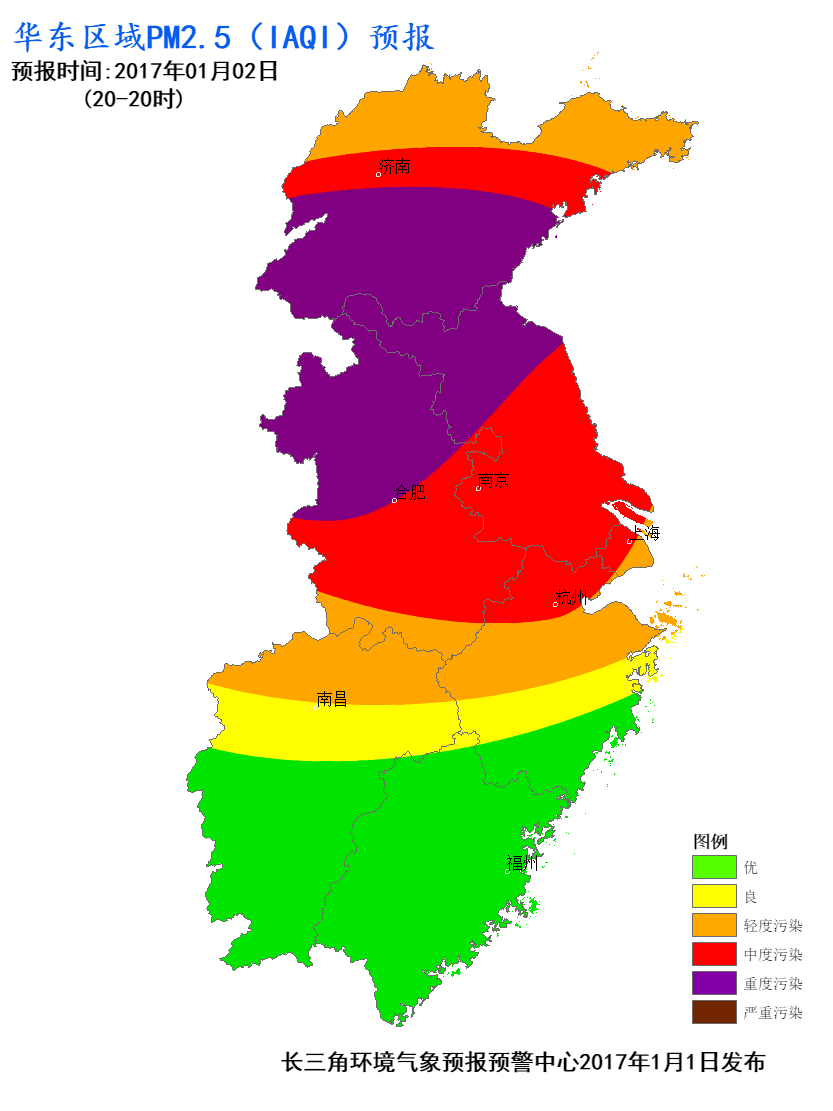 华东区域PM2.5（IAQI）预报
预报时间:2017年01月02日
(20-20时)
济南
南京
合肥
上海
杭州
南昌
福州
图例
优
良
轻度污染
中度污染
重度污染
严重污染
长三角环境气象预报预警中心2017年1月1日发布